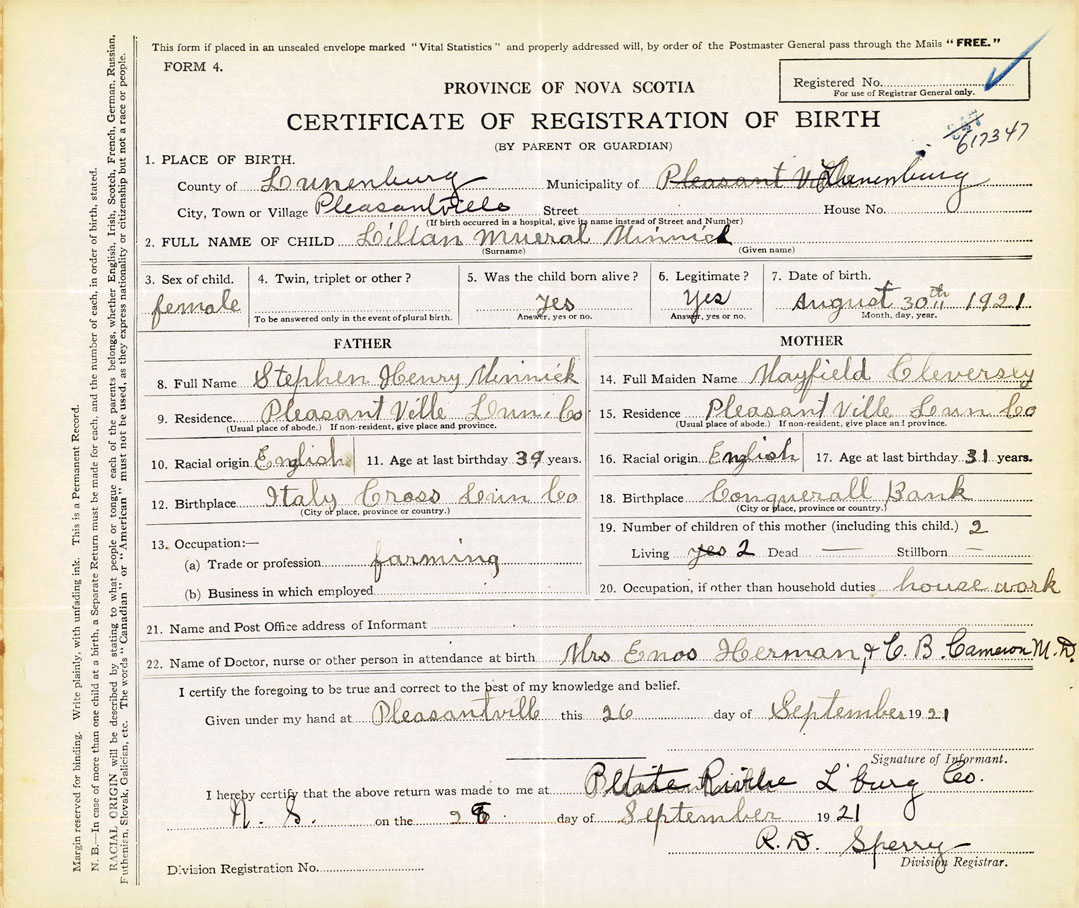 This form if placed in an unsealed envelope marked "Vital Statistics" and properly addressed will, by order of the Postmaster General pass through the Mails "FREE."
FORM 4.
Registered No.
For use of Registrar General only.
PROVINCE OF NOVA SCOTIA
CERTIFICATE OF REGISTRATION OF BIRTH
617347
(BY PARENT OR GUARDIAN)
1. PLACE OF BIRTH.
County of Lunenburg Municipality of Pleasant Lunenburg
City, Town or Village Pleasantville Street House No.
(If birth occurred in a hospital, give its name instead of Street and Number)
2. FULL NAME OF CHILD Lillan Mueral Minnick
(Surname) (Given name)
3. Sex of child. 4. Twin, triplet or other? 5. Was the child born alive? 6. Legitimate? 7. Date of birth.
female Yes Yes August 30th 1921
To be answered only in the event of plural birth. Answer, yes or no. Answer, yes or no. Month, day, year.
FATHER MOTHER
8. Full Name Stephen Henry Minnick 14. Full Maiden Name Mayfield Cleversey
9. Residence. Pleasant Ville Lun. Co 15. Residence Pleasant Ville Lun Co
(Usual place of abode.) If non-resident, give place and province. (Usual place of abode.) If non-resident, give place and province.
10. Racial origin English 11. Age at last birthday 39 years. 16. Racial origin English 17. Age at last birthday 31 years.
12. Birthplace Italy Cross Lun Co 18. Birthplace Conquerall Bank
(City or place, province or country.) (City or place, province or country.)
13. Occupation:— 19. Number of children of this mother (including this child.) 2
(a) Trade or profession farming Living yes 2 Dead — Stillborn —
(b) Business in which employed 20. Occupation, if other than household duties house work
21. Name and Post Office address of Informant
22. Name of Doctor, nurse or other person in attendance at birth Mrs Enos Herman, & C. B. Cameron M. D.
I certify the foregoing to be true and correct to the best of my knowledge and belief.
Given under my hand at Pleasantvill this 26 day of September 1921
Signature of Informant.
I hereby certify that the above return was made to me at L'burg Co.
N. S. on the 28 day of September 1921
R. D. Sperry
Division Registrar.
Division Registration No.
Margin reserved for binding. Write plainly, with unfading ink. This is a Permanent Record.
N. B.—In case of more than one child at a birth, a Separate Return must be made for each, and the number of each, in order of birth, stated.
RACIAL ORIGIN will be described by stating to what people or tongue each of the parents belongs, whether English, Irish, Scotch, French, German, Russian,
Ruthenian, Slovak, Galician, etc. The words "Canadian" or "American" must not be used, as they express nationality or citizenship but not a race or people.